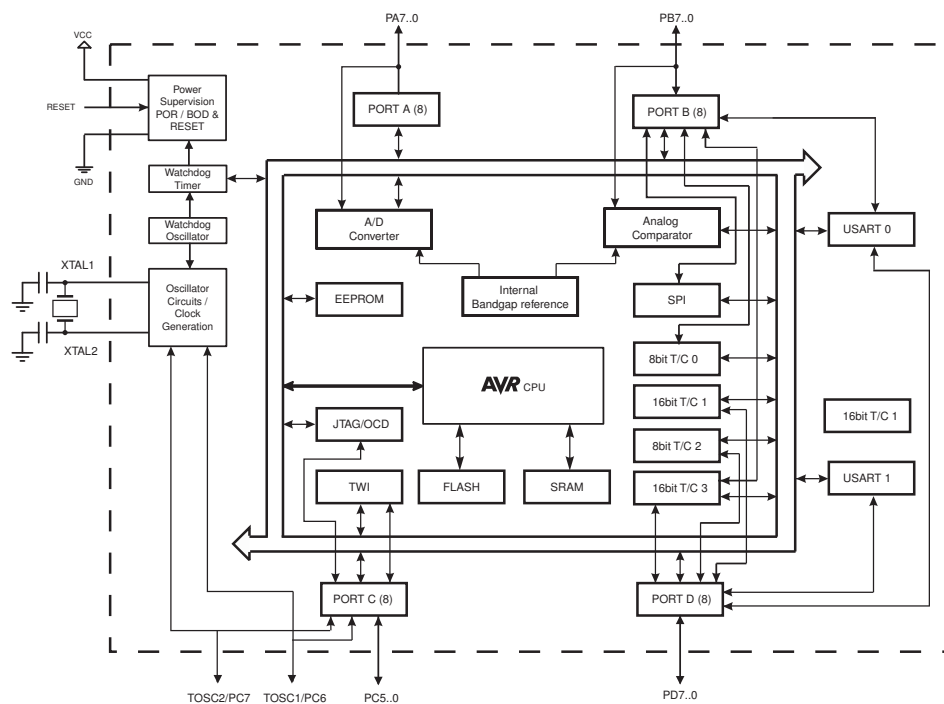 PA7..0
PB7..0
VCC
RESET
GND
Power
Supervision
POR / BOD &
RESET
PORT A (8)
PORT B (8)
Watchdog
Timer
Watchdog
Oscillator
A/D
Converter
Analog
Comparator
USART 0
XTAL1
XTAL2
Oscillator
Circuits /
Clock
Generation
EEPROM
Internal
Bandgap reference
SPI
8bit T/C 0
AVR CPU
16bit T/C 1
16bit T/C 1
JTAG/OCD
8bit T/C 2
TWI
FLASH
SRAM
16bit T/C 3
USART 1
PORT C (8)
PORT D (8)
TOSC2/PC7
TOSC1/PC6
PC5..0
PD7..0